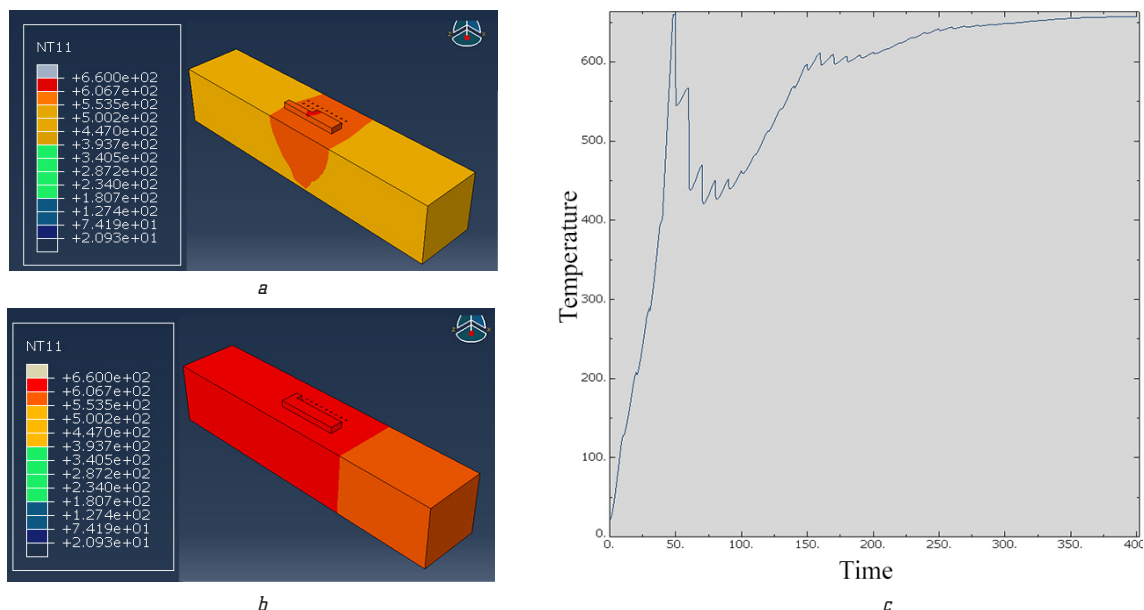 NT11
+6.600e+02
+6.067e+02
+5.535e+02
+5.002e+02
+4.470e+02
+3.937e+02
+3.405e+02
+2.872e+02
+2.340e+02
+1.807e+02
+1.274e+02
+7.419e+01
+2.093e+01
a
NT11
+6.600e+02
+6.067e+02
+5.535e+02
+5.002e+02
+4.470e+02
+3.937e+02
+3.405e+02
+2.872e+02
+2.340e+02
+1.807e+02
+1.274e+02
+7.419e+01
+2.093e+01
b
Temperature
600.
500.
400.
300.
200.
100.
0.
0. 50. 100. 150. 200. 250. 300. 350. 400.
Time
c